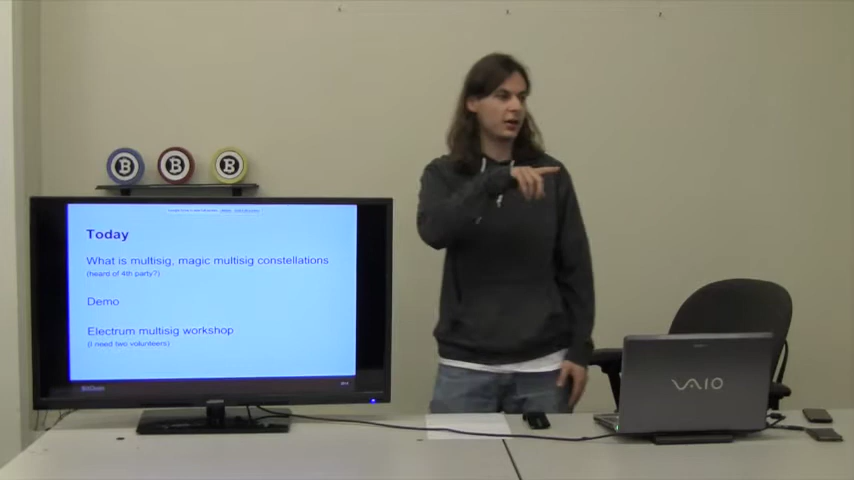 Today
What is multisig, magic multisig constellations
(heard of 4th party?)
Demo
Electrum multisig workshop
(I need two volunteers)
VAIO